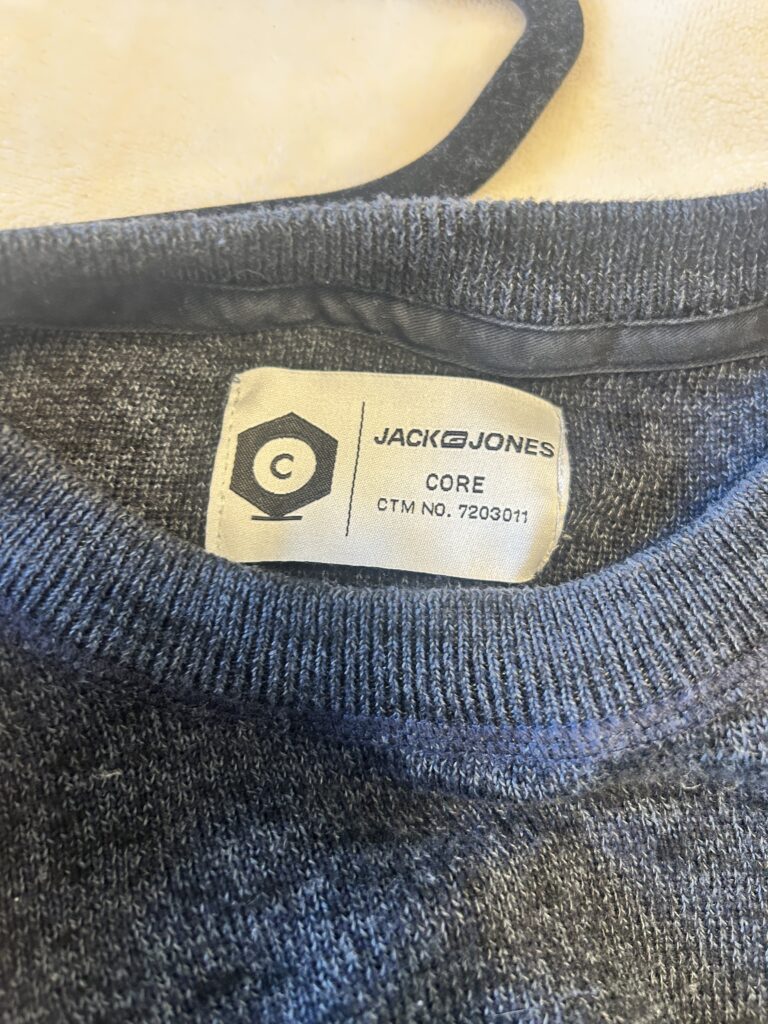 C
JACK & JONES
CORE
CTM NO. 7203011